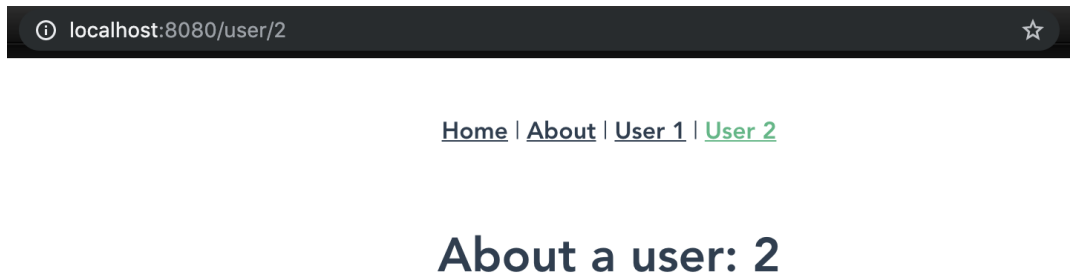 localhost:8080/user/2
Home | About | User 1 | User 2
About a user: 2